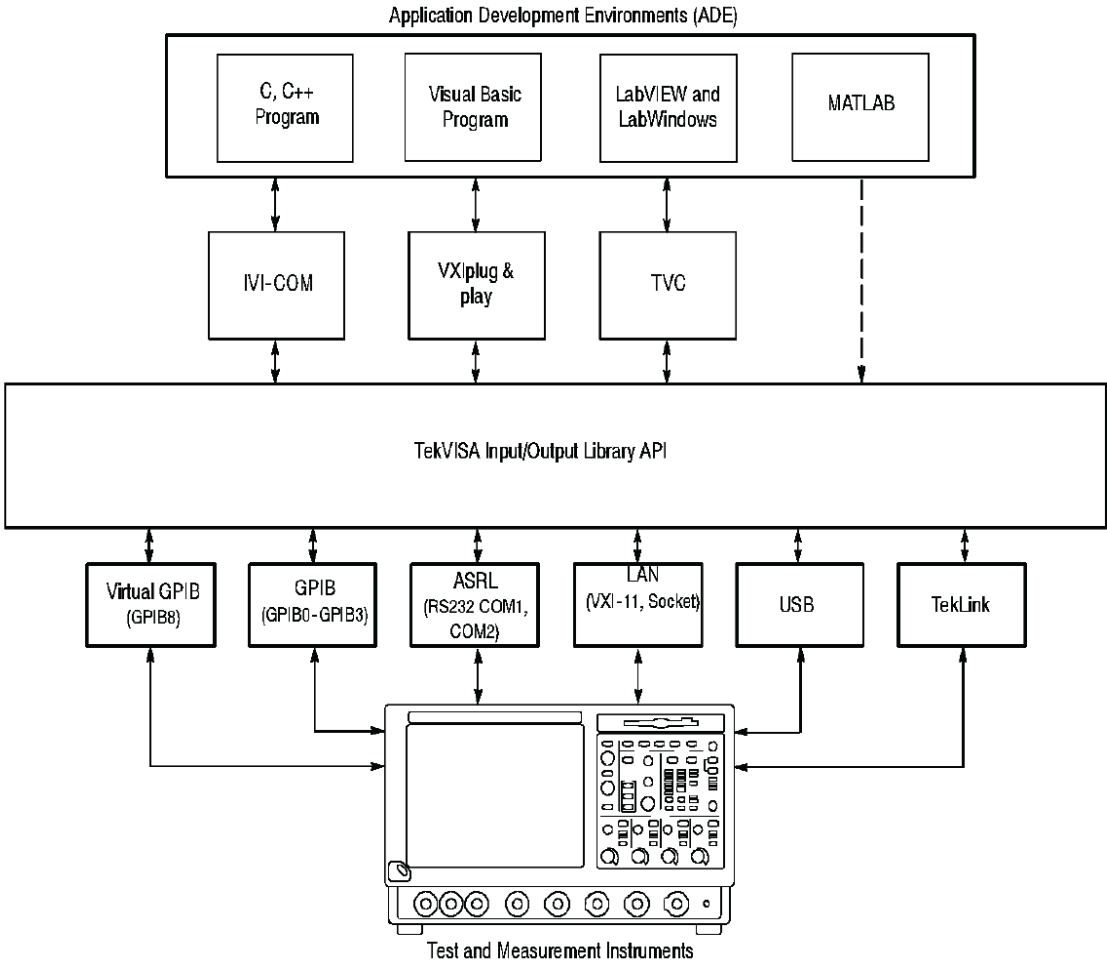 Application Development Environments (ADE)
C, C++
Program
Visual Basic
Program
LabVIEW and
LabWindows
MATLAB
IVI-COM
VXIplug &
play
TVC
TekVISA Input/Output Library API
Virtual GPIB
(GPIB8)
GPIB
(GPIB0-GPIB3)
ASRL
(RS232 COM1,
COM2)
LAN
(VXI-11, Socket)
USB
TekLink
Test and Measurement Instruments